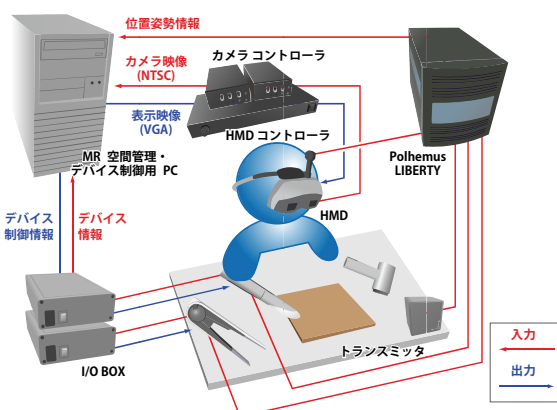 位置姿勢情報
カメラ映像
(NTSC)
カメラ コントローラ
表示映像
(VGA)
HMD コントローラ
MR 空間管理・
デバイス制御用 PC
Polhemus
LIBERTY
HMD
デバイス
制御情報
デバイス
情報
I/O BOX
トランスミッタ
入力
出力